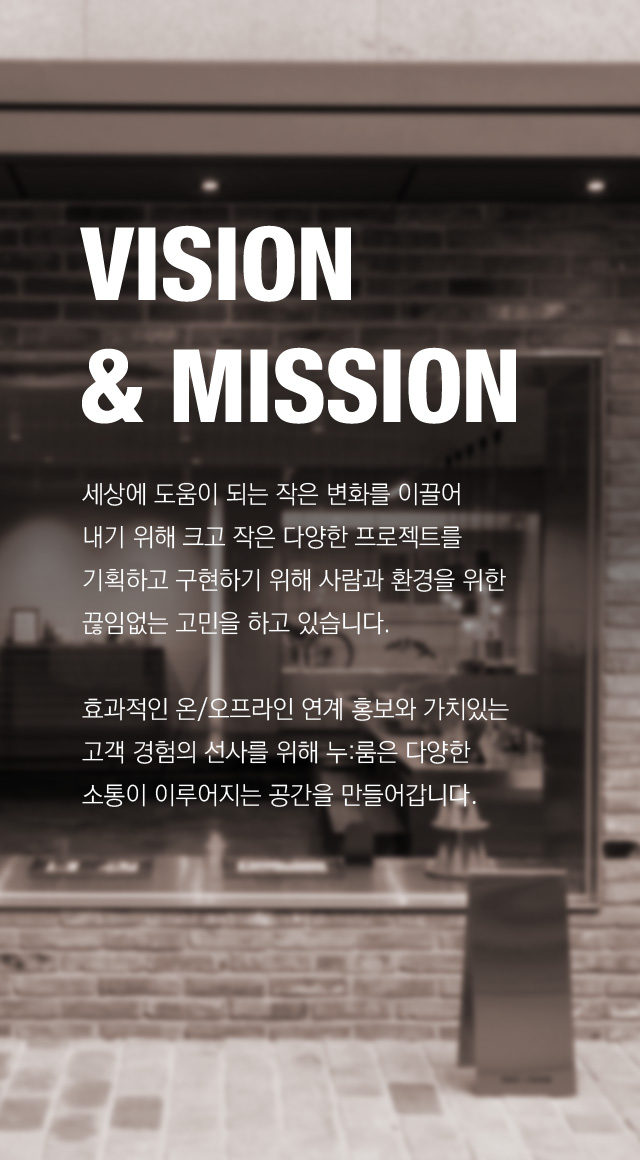 VISION
& MISSION
세상에 도움이 되는 작은 변화를 이끌어
내기 위해 크고 작은 다양한 프로젝트를
기획하고 구현하기 위해 사람과 환경을 위한
끊임없는 고민을 하고 있습니다.
효과적인 온/오프라인 연계 홍보와 가치있는
고객 경험의 선사를 위해 누:룸은 다양한
소통이 이루어지는 공간을 만들어갑니다.